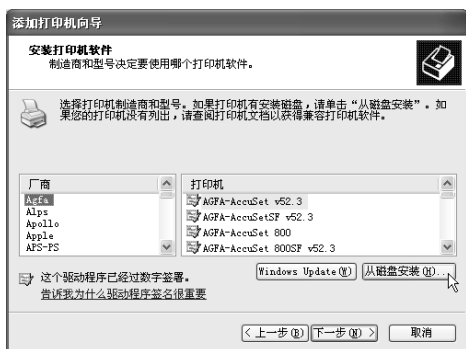 添加打印机向导
安装打印机软件
制造商和型号决定要使用哪个打印机软件。
选择打印机制造商和型号。如果打印机有安装磁盘，请单击“从磁盘安装”。如
果您的打印机没有列出，请查阅打印机文档以获得兼容打印机软件。
厂商
Agfa
Alps
Apollo
Apple
APS-PS
打印机
AGFA-AccuSet v52.3
AGFA-AccuSetSF v52.3
AGFA-AccuSet 800
AGFA-AccuSet 800SF v52.3
这个驱动程序已经过数字签署。
告诉我为什么驱动程序签名很重要
Windows Update(W)
从磁盘安装(H)...
< 上一步(B)
下一步(N) >
取消